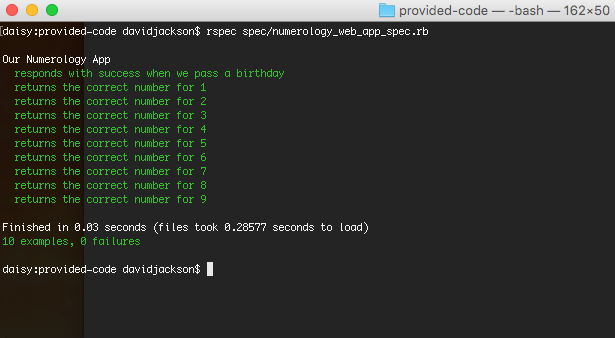 provided-code — -bash — 162×50
[daisy:provided-code davidjackson$ rspec spec/numerology_web_app_spec.rb
Our Numerology App
responds with success when we pass a birthday
returns the correct number for 1
returns the correct number for 2
returns the correct number for 3
returns the correct number for 4
returns the correct number for 5
returns the correct number for 6
returns the correct number for 7
returns the correct number for 8
returns the correct number for 9
Finished in 0.03 seconds (files took 0.28577 seconds to load)
10 examples, 0 failures
daisy:provided-code davidjackson$